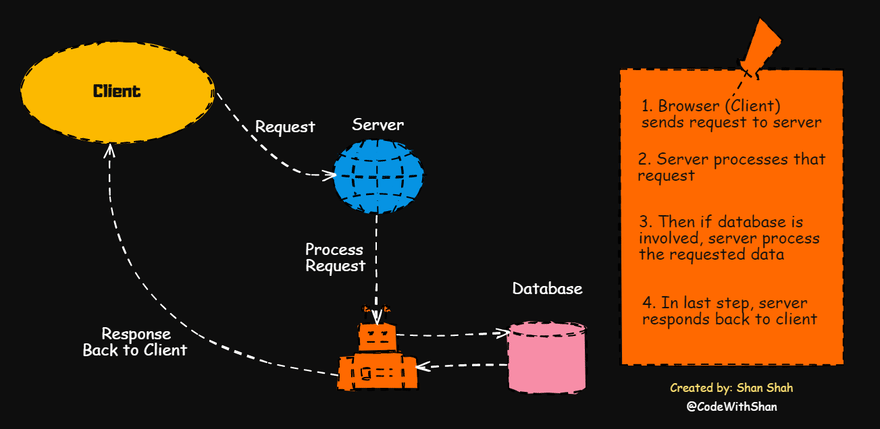 Client
Request
Server
Process
Request
Database
Response
Back to Client
1. Browser (Client)
sends request to server
2. Server processes that
request
3. Then if database is
involved, server process
the requested data
4. In last step, server
responds back to client
Created by: Shan Shah
@CodeWithShan